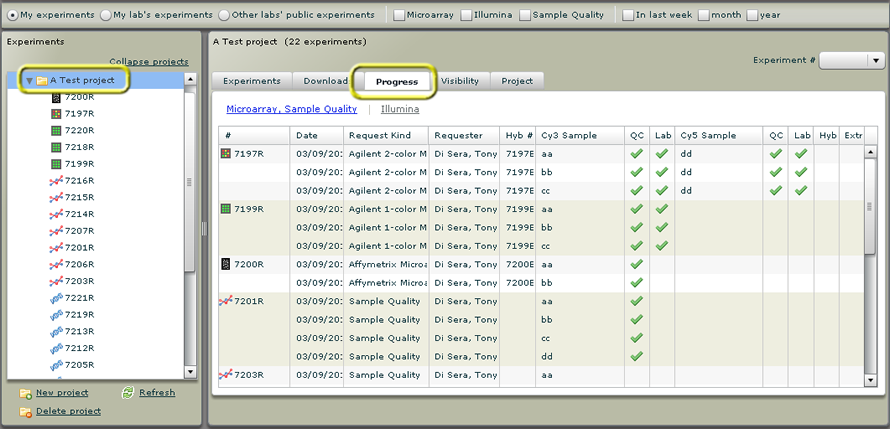 My experiments My lab's experiments Other labs' public experiments Microarray Illumina Sample Quality In last week month year
Experiments
Collapse projects
A Test project
7200R
7197R
7220R
7218R
7199R
7216R
7215R
7214R
7207R
7201R
7206R
7203R
7221R
7219R
7213R
7212R
7205R
New project Refresh
Delete project
A Test project (22 experiments)
Experiment #
Experiments Download Progress Visibility Project
Microarray, Sample Quality Illumina
# Date Request Kind Requester Hyb # Cy3 Sample QC Lab Cy5 Sample QC Lab Hyb Extr
7197R 03/09/20 Agilent 2-color M Di Sera, Tony 7197E aa dd
03/09/20 Agilent 2-color M Di Sera, Tony 7197E bb dd
03/09/20 Agilent 2-color M Di Sera, Tony 7197E cc dd
7199R 03/09/20 Agilent 1-color M Di Sera, Tony 7199E aa
03/09/20 Agilent 1-color M Di Sera, Tony 7199E bb
03/09/20 Agilent 1-color M Di Sera, Tony 7199E cc
7200R 03/09/20 Affymetrix Microa Di Sera, Tony 7200E aa
03/09/20 Affymetrix Microa Di Sera, Tony 7200E bb
7201R 03/09/20 Sample Quality Di Sera, Tony aa
03/09/20 Sample Quality Di Sera, Tony bb
03/09/20 Sample Quality Di Sera, Tony cc
03/09/20 Sample Quality Di Sera, Tony dd
7203R 03/09/20 Sample Quality Di Sera, Tony aa